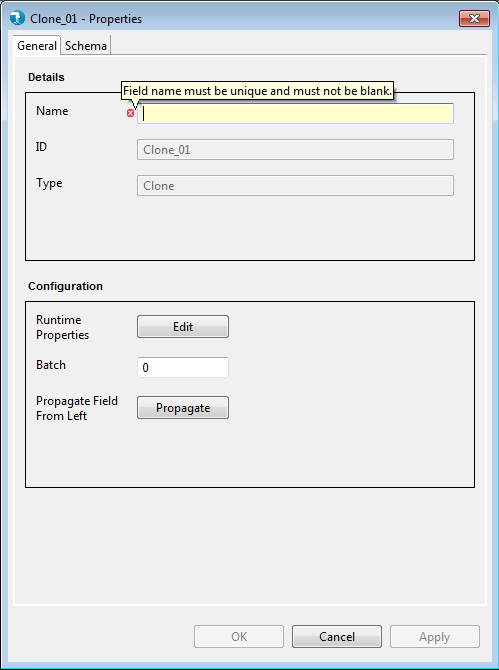 Clone_01 - Properties
General
Schema
Details
Field name must be unique and must not be blank.
Name
ID
Clone_01
Type
Clone
Configuration
Runtime
Properties
Edit
Batch
0
Propagate Field
From Left
Propagate
OK
Cancel
Apply